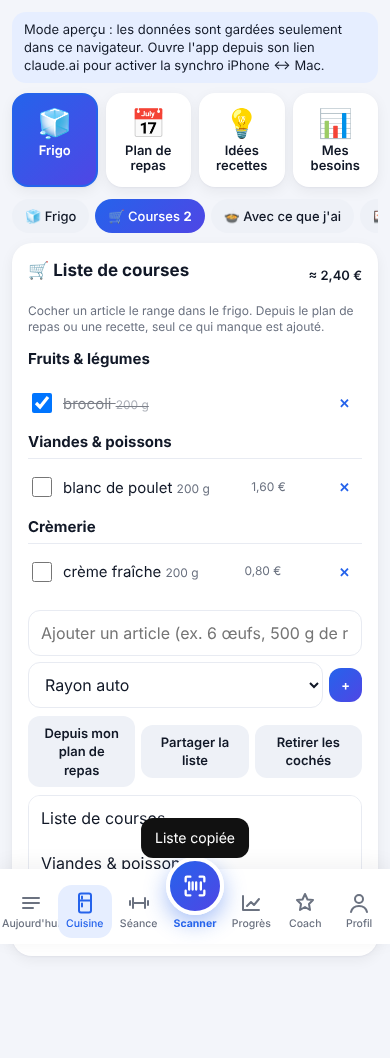 Mode aperçu : les données sont gardées seulement
dans ce navigateur. Ouvre l'app depuis son lien
claude.ai pour activer la synchro iPhone ↔ Mac.
Frigo
Plan de
repas
Idées
recettes
Mes
besoins
Frigo
Courses 2
Avec ce que j'ai
Liste de courses
≈ 2,40 €
Cocher un article le range dans le frigo. Depuis le plan de
repas ou une recette, seul ce qui manque est ajouté.
Fruits & légumes
brocoli 200 g
×
Viandes & poissons
blanc de poulet 200 g
1,60 €
×
Crèmerie
crème fraîche 200 g
0,80 €
×
Ajouter un article (ex. 6 œufs, 500 g de r
Rayon auto
+
Depuis mon
plan de
repas
Partager la
liste
Retirer les
cochés
Liste de courses
Liste copiée
Viandes & poissons
Aujourd'hu
Cuisine
Séance
Scanner
Progrès
Coach
Profil